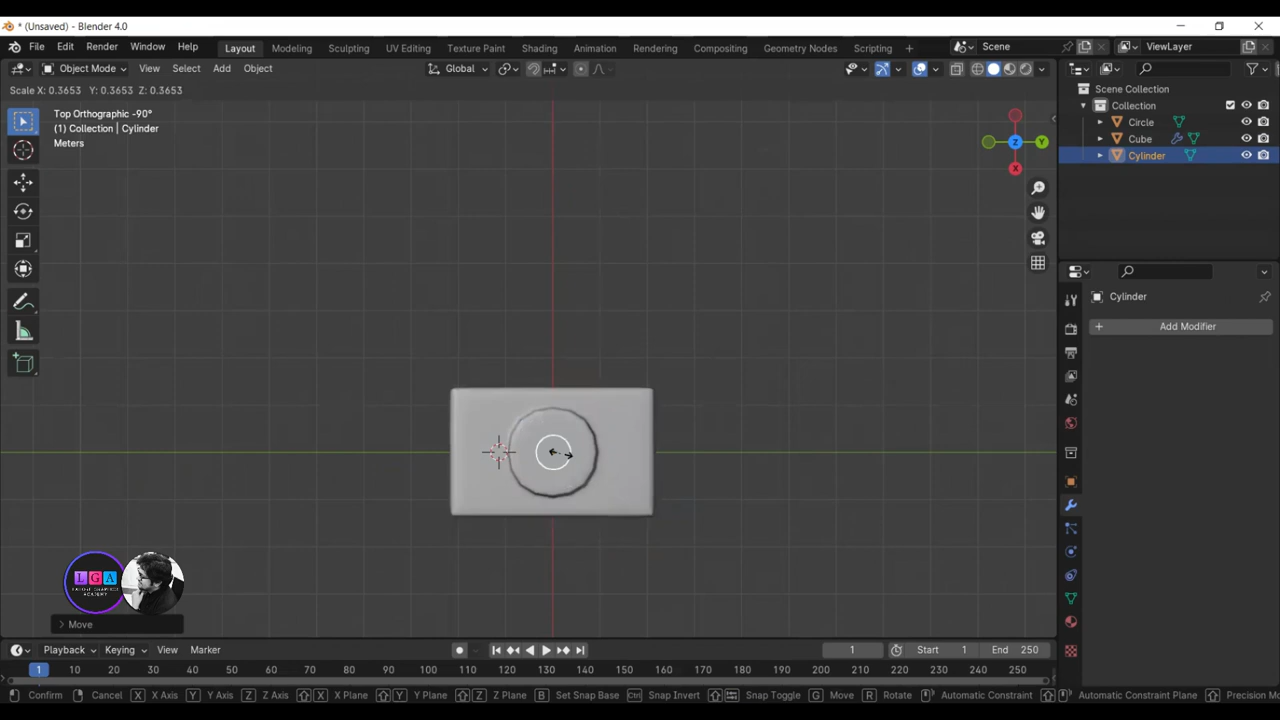 * (Unsaved) - Blender 4.0
File Edit Render Window Help Layout Modeling Sculpting UV Editing Texture Paint Shading Animation Rendering Compositing Geometry Nodes Scripting + Scene ViewLayer
Object Mode View Select Add Object Global
Scale X: 0.3653 Y: 0.3653 Z: 0.3653
Scene Collection
Collection
Circle
Cube
Cylinder
Top Orthographic -90°
(1) Collection | Cylinder
Meters
Z Y X
Cylinder
+ Add Modifier
LGA
Move
Playback Keying View Marker 1 Start 1 End 250
1 10 20 30 40 50 60 70 80 90 100 110 120 130 140 150 160 170 180 190 200 210 220 230 240 250
Confirm Cancel X X Axis Y Y Axis Z Z Axis X X Plane Y Y Plane Z Z Plane B Set Snap Base Ctrl Snap Invert Snap Toggle G Move R Rotate Automatic Constraint Automatic Constraint Plane Precision Mo